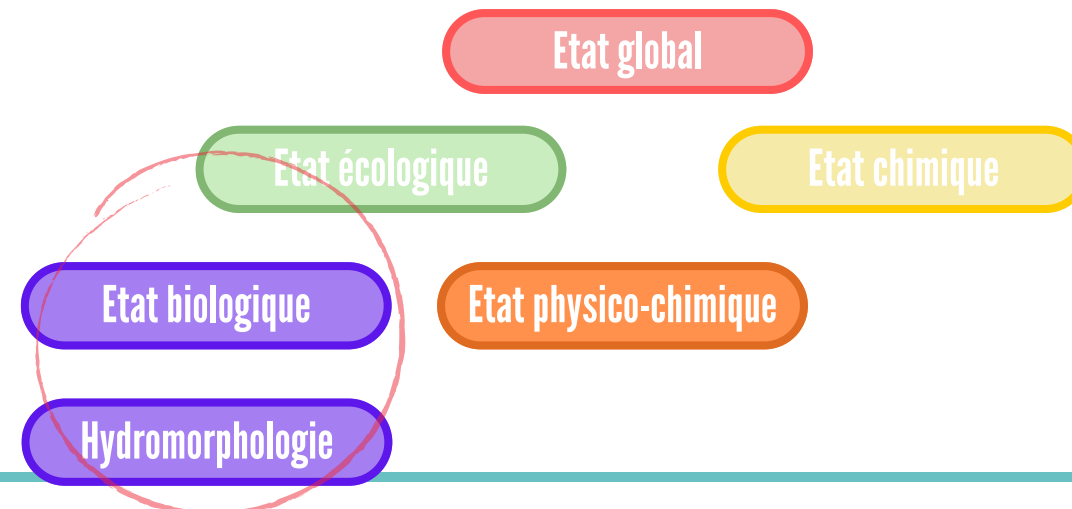 Etat global
Etat écologique
Etat chimique
Etat biologique
Etat physico-chimique
Hydromorphologie